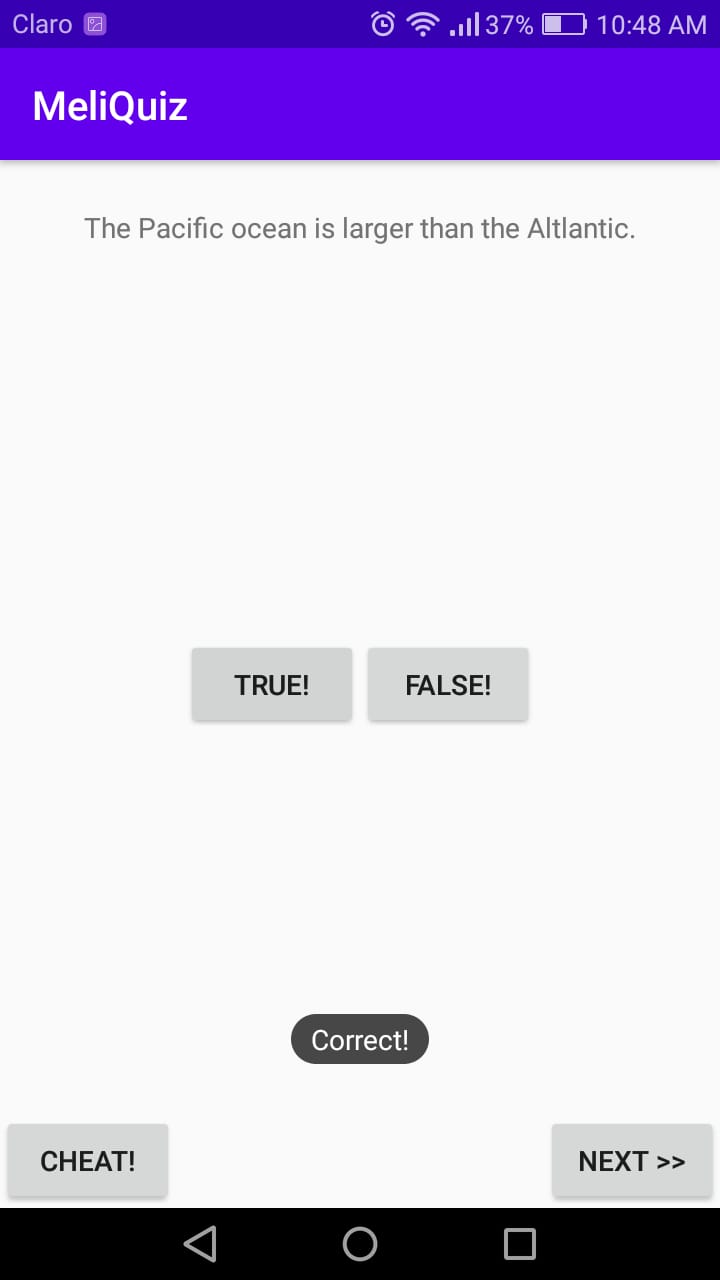 Claro 37% 10:48 AM
MeliQuiz
The Pacific ocean is larger than the Altlantic.
TRUE! FALSE!
Correct!
CHEAT! NEXT >>